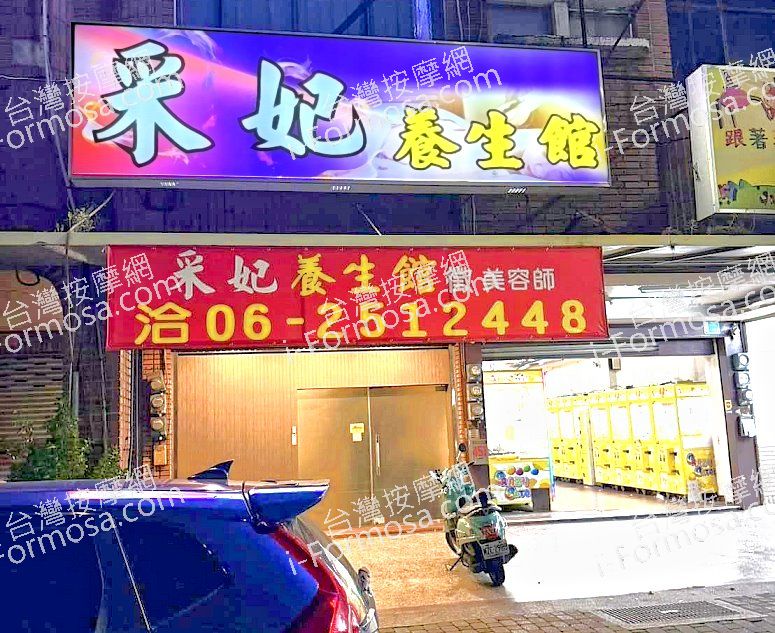 采妃養生館
跟著
采妃養生館 徵美容師
洽06-2512448
台灣按摩網
i-Formosa.com